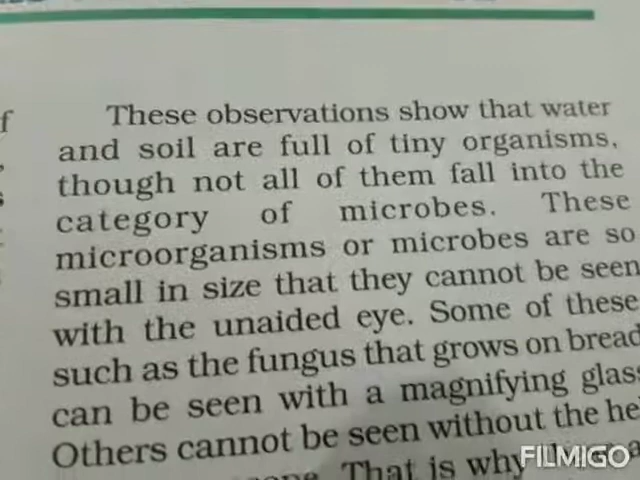 These observations show that water
and soil are full of tiny organisms,
though not all of them fall into the
category of microbes. These
microorganisms or microbes are so
small in size that they cannot be seen
with the unaided eye. Some of these
such as the fungus that grows on bread
can be seen with a magnifying glass
Others cannot be seen without the he
That is why
FILMIGO